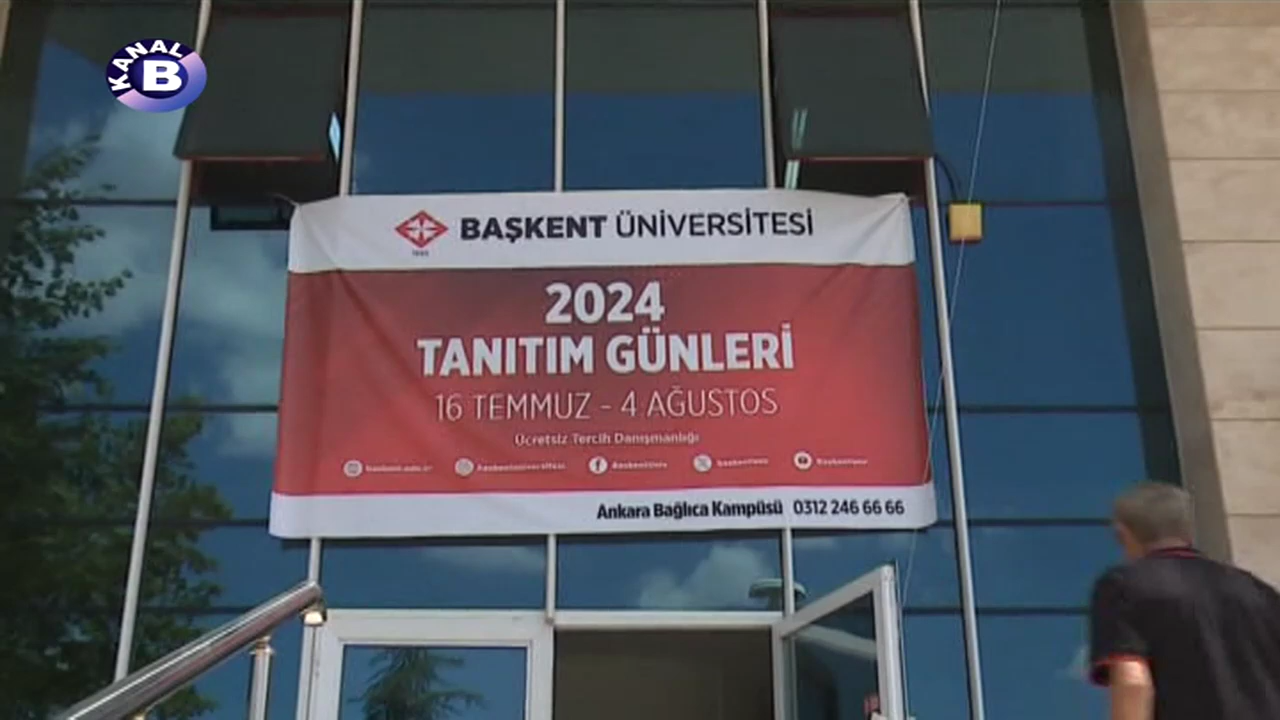 KANAL B
BAŞKENT ÜNİVERSİTESİ
2024
TANITIM GÜNLERİ
16 TEMMUZ - 4 AĞUSTOS
Ücretsiz Tercih Danışmanlığı
Ankara Bağlıca Kampüsü 0312 246 66 66